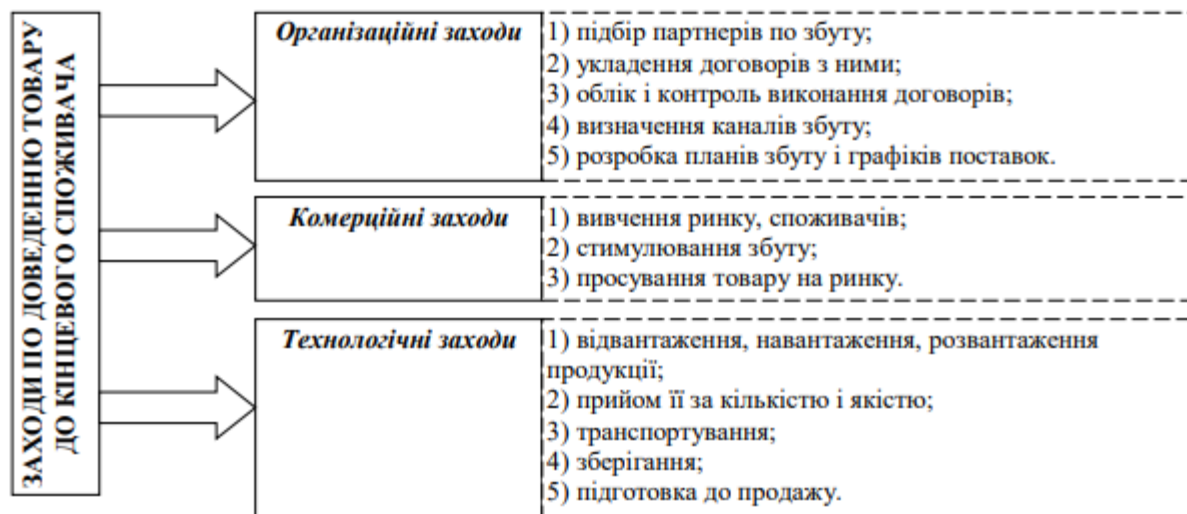 ЗАХОДИ ПО ДОВЕДЕННЮ ТОВАРУ
ДО КІНЦЕВОГО СПОЖИВАЧА
Організаційні заходи
1) підбір партнерів по збуту;
2) укладення договорів з ними;
3) облік і контроль виконання договорів;
4) визначення каналів збуту;
5) розробка планів збуту і графіків поставок.
Комерційні заходи
1) вивчення ринку, споживачів;
2) стимулювання збуту;
3) просування товару на ринку.
Технологічні заходи
1) відвантаження, навантаження, розвантаження
продукції;
2) прийом її за кількістю і якістю;
3) транспортування;
4) зберігання;
5) підготовка до продажу.